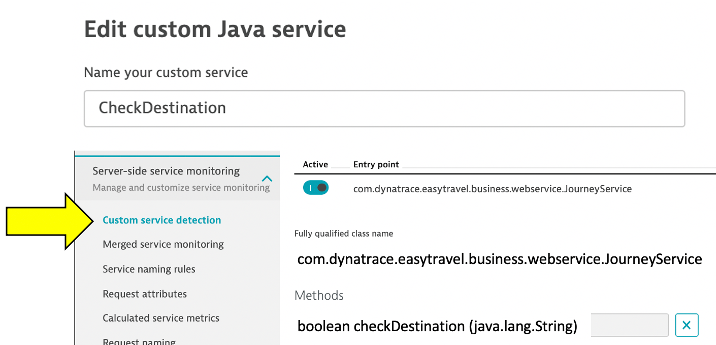 Edit custom Java service
Name your custom service
CheckDestination
Server-side service monitoring
Manage and customize service monitoring
Custom service detection
Merged service monitoring
Service naming rules
Request attributes
Calculated service metrics
Request naming
Active Entry point
com.dynatrace.easytravel.business.webservice.JourneyService
Fully qualified class name
com.dynatrace.easytravel.business.webservice.JourneyService
Methods
boolean checkDestination (java.lang.String)